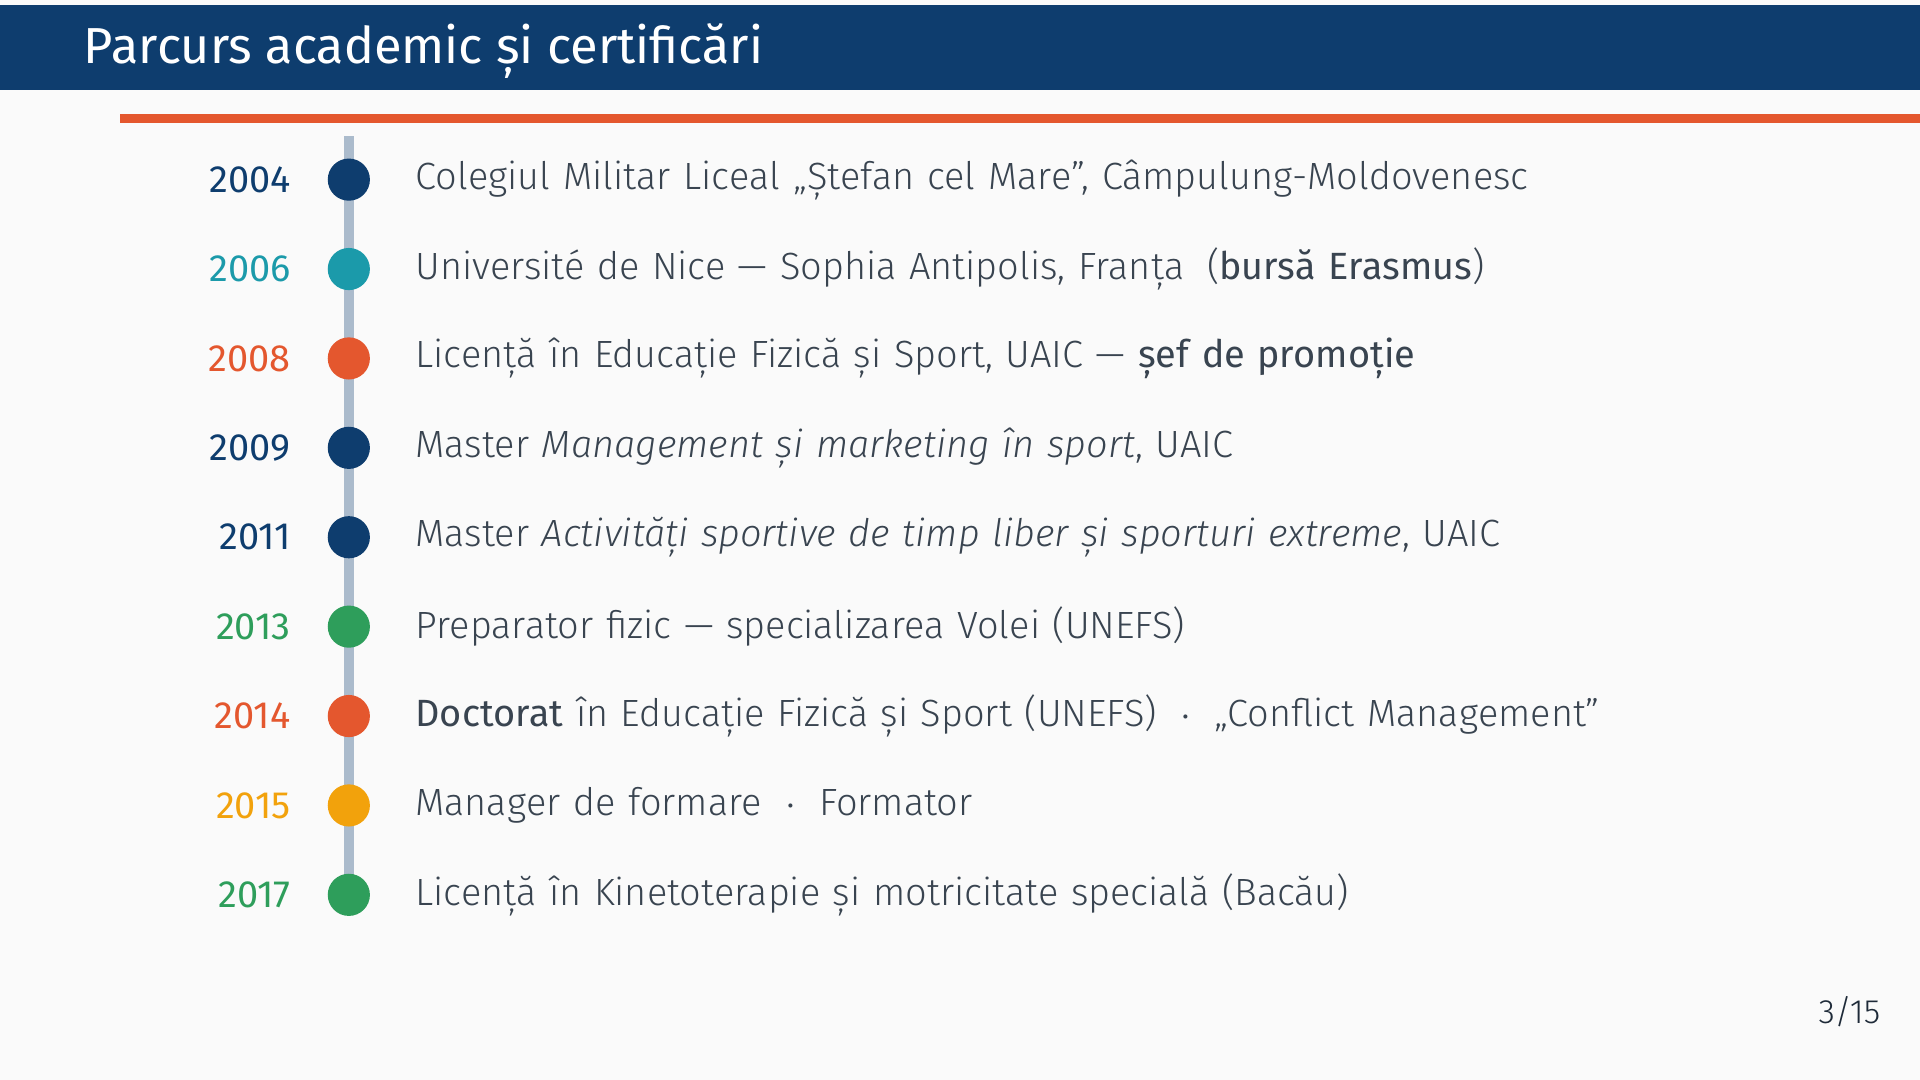 Parcurs academic și certificări
2004 Colegiul Militar Liceal „Ștefan cel Mare”, Câmpulung-Moldovenesc
2006 Université de Nice — Sophia Antipolis, Franța (bursă Erasmus)
2008 Licență în Educație Fizică și Sport, UAIC — șef de promoție
2009 Master Management și marketing în sport, UAIC
2011 Master Activități sportive de timp liber și sporturi extreme, UAIC
2013 Preparator fizic — specializarea Volei (UNEFS)
2014 Doctorat în Educație Fizică și Sport (UNEFS) · „Conflict Management”
2015 Manager de formare · Formator
2017 Licență în Kinetoterapie și motricitate specială (Bacău)
3/15